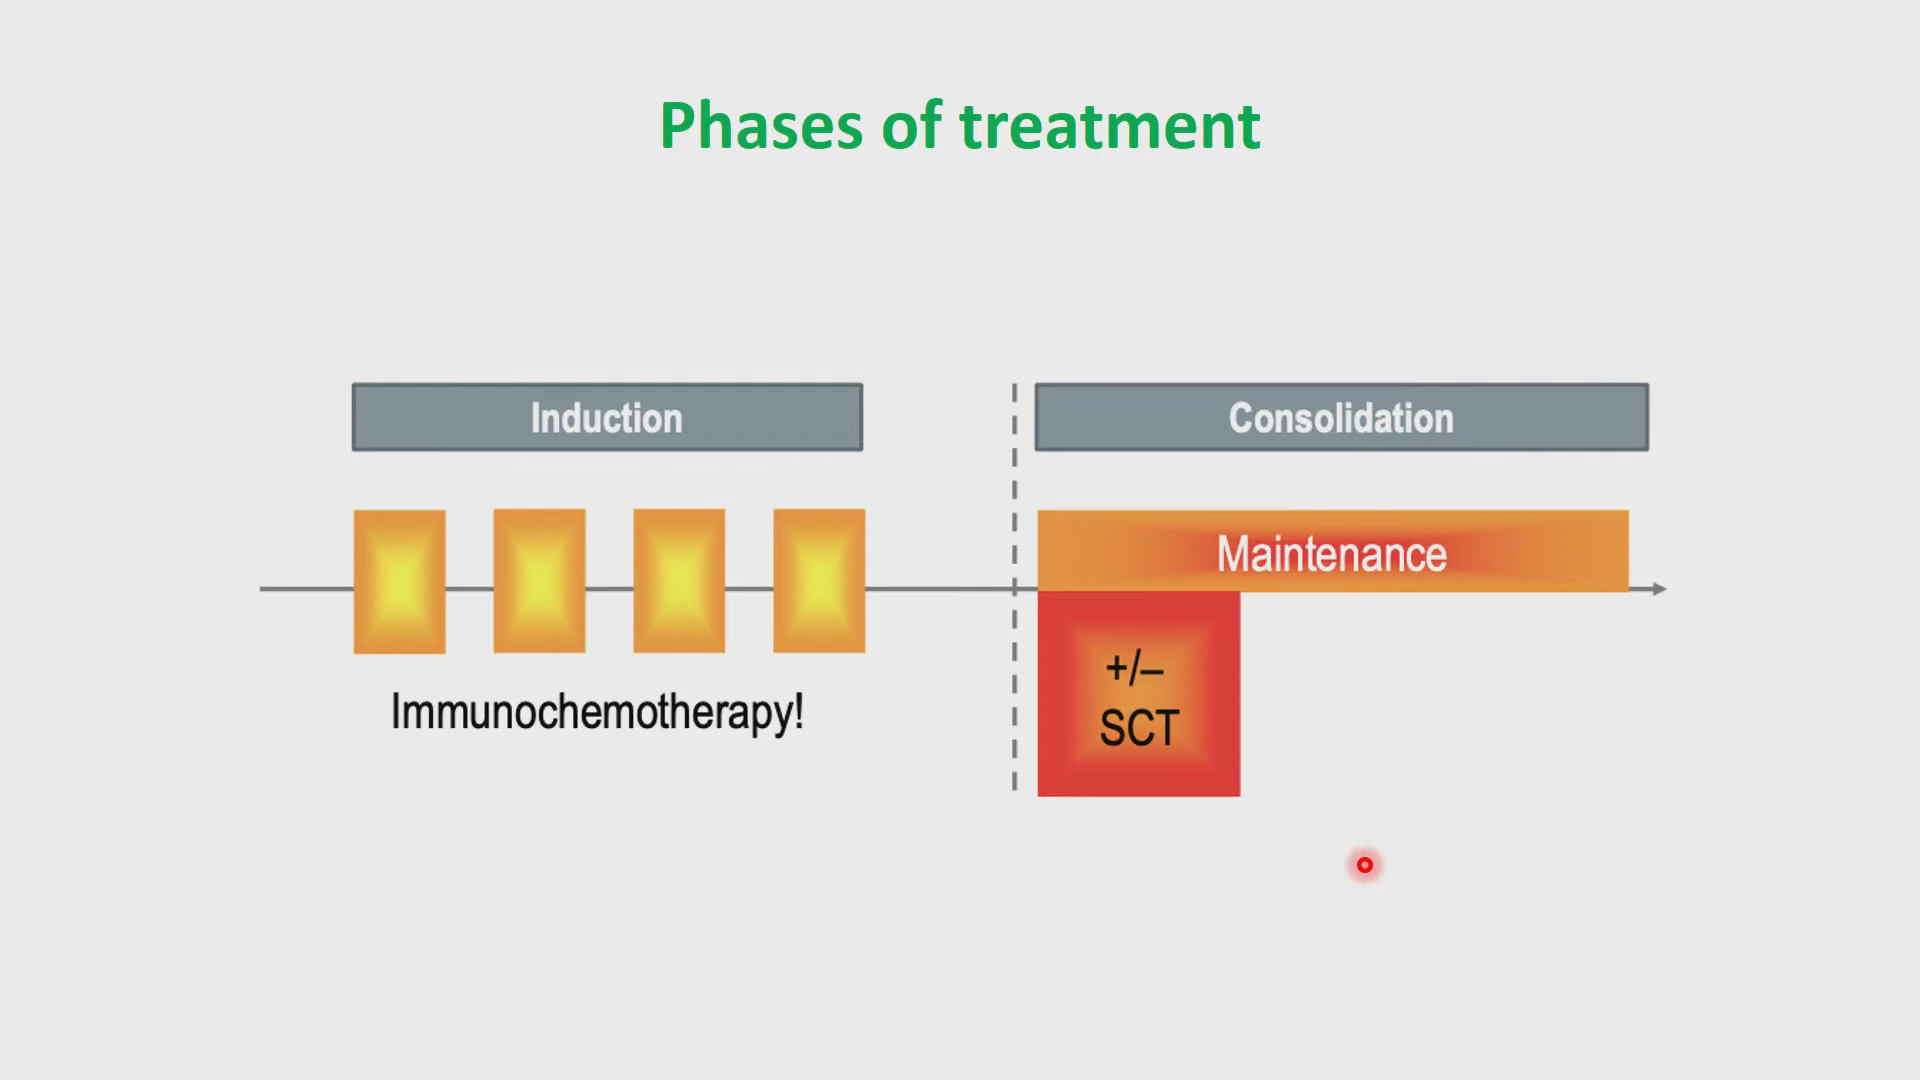 Phases of treatment
Induction
Consolidation
Maintenance
Immunochemotherapy!
+/–
SCT